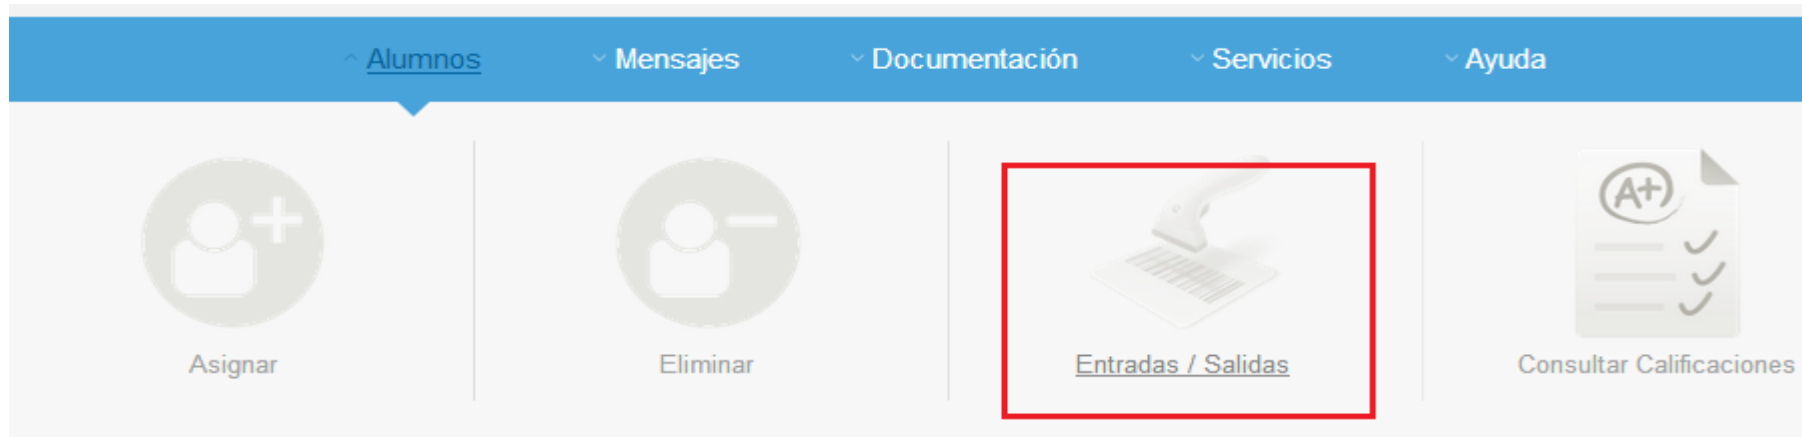 Alumnos
Mensajes
Documentación
Servicios
Ayuda
A+
Asignar
Eliminar
Entradas / Salidas
Consultar Calificaciones